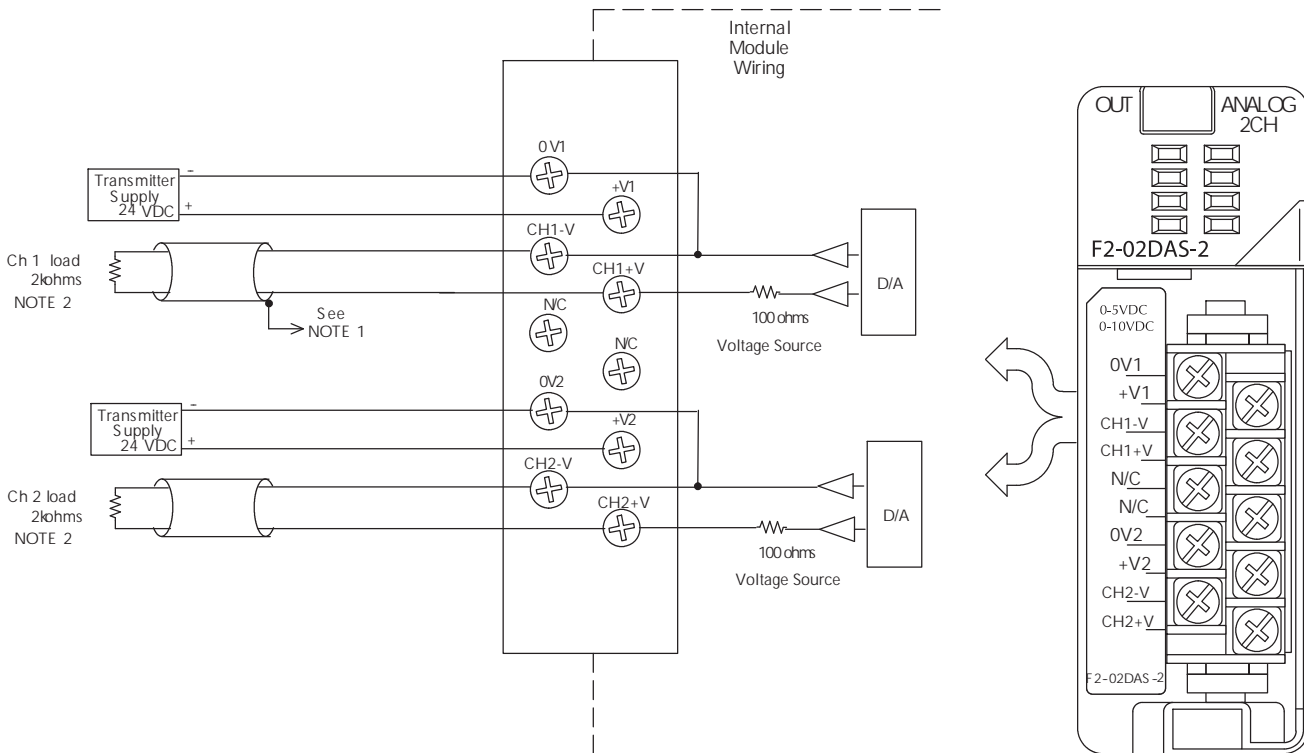 Internal
Module
Wiring
0V1
+V1
Transmitter
Supply
24 VDC
-
+
CH1-V
CH1+V
Ch 1 load
2kohms
NOTE 2
See
NOTE 1
N/C
N/C
100 ohms
Voltage Source
D/A
0V2
+V2
Transmitter
Supply
24 VDC
-
+
CH2-V
CH2+V
Ch 2 load
2kohms
NOTE 2
100 ohms
Voltage Source
D/A
OUT
ANALOG
2CH
F2-02DAS-2
0-5VDC
0-10VDC
0V1
+V1
CH1-V
CH1+V
N/C
N/C
0V2
+V2
CH2-V
CH2+V
F2-02DAS-2